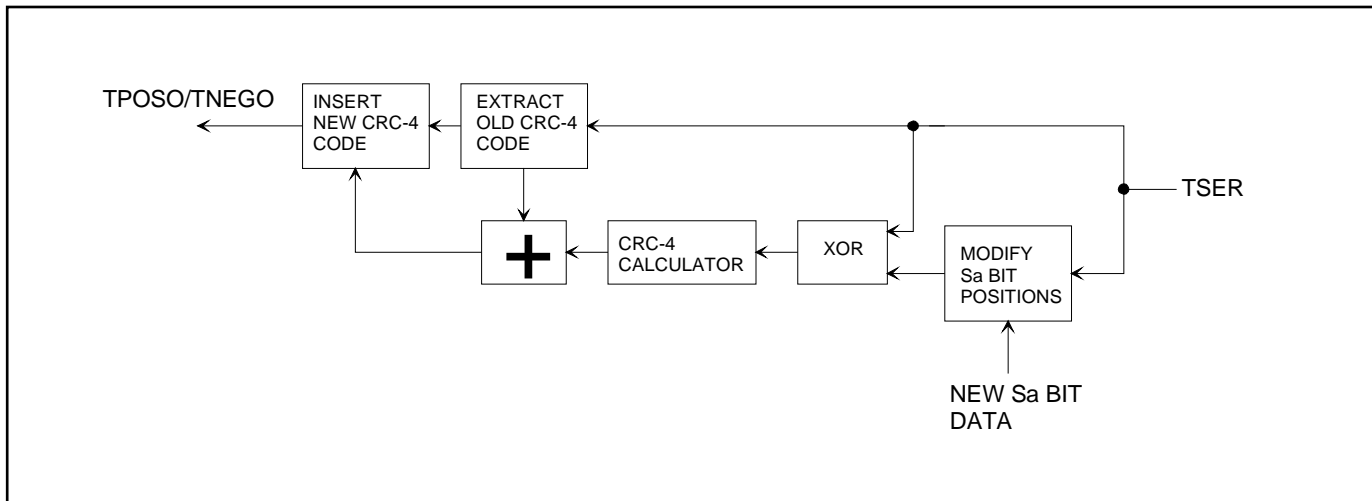 TPOSO/TNEGO
INSERT
NEW CRC-4
CODE
EXTRACT
OLD CRC-4
CODE
TSER
+
CRC-4
CALCULATOR
XOR
MODIFY
Sa BIT
POSITIONS
NEW Sa BIT
DATA